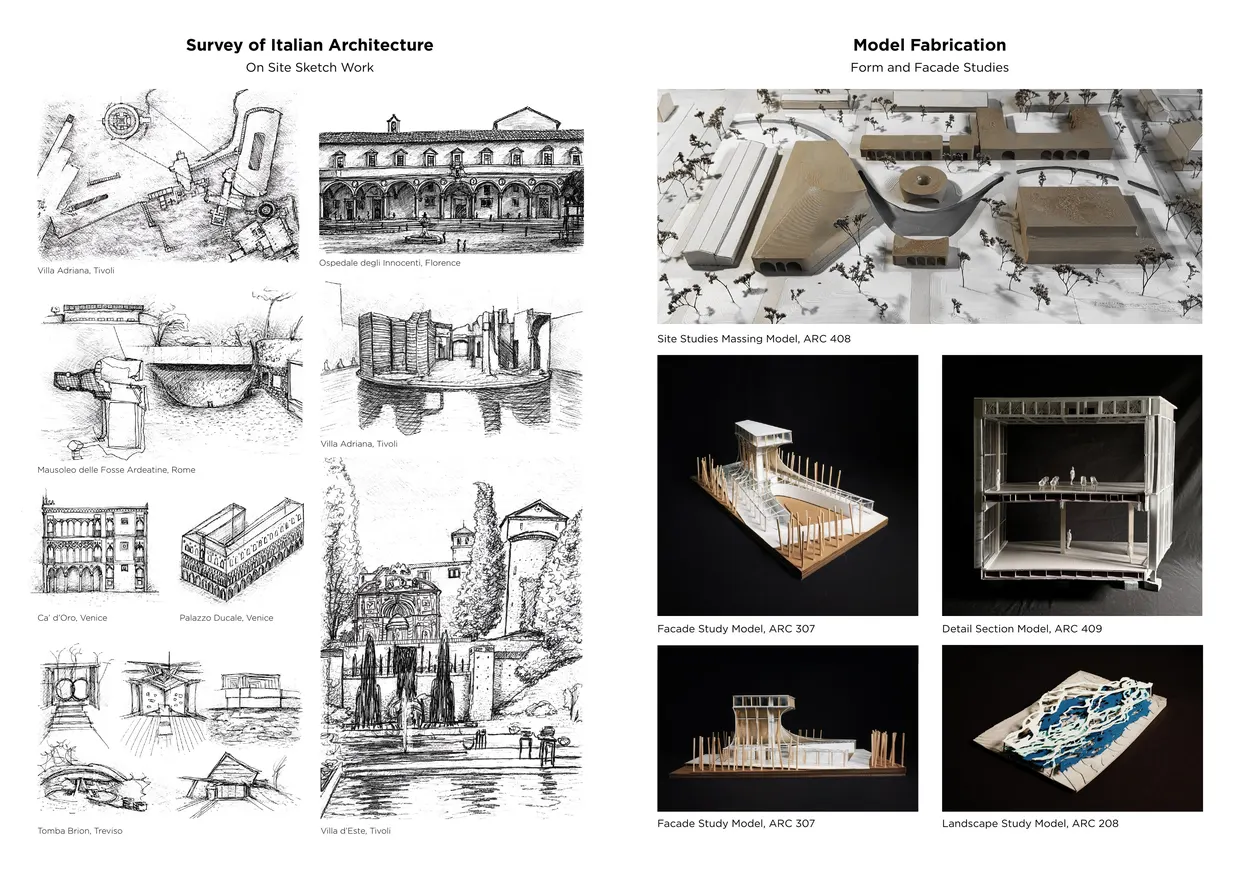 Survey of Italian Architecture
On Site Sketch Work
Villa Adriana, Tivoli
Ospedale degli Innocenti, Florence
Mausoleo delle Fosse Ardeatine, Rome
Villa Adriana, Tivoli
Ca' d'Oro, Venice
Palazzo Ducale, Venice
Tomba Brion, Treviso
Villa d'Este, Tivoli
Model Fabrication
Form and Facade Studies
Site Studies Massing Model, ARC 408
Facade Study Model, ARC 307
Detail Section Model, ARC 409
Facade Study Model, ARC 307
Landscape Study Model, ARC 208